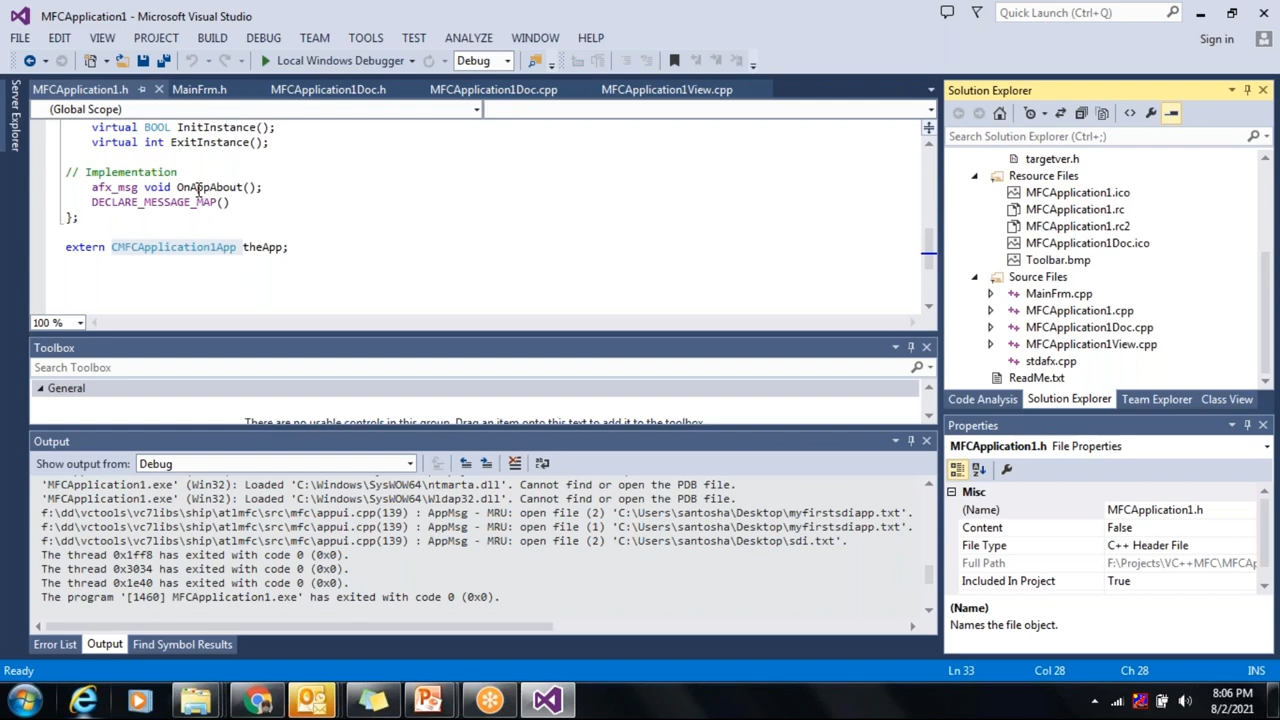 MFCApplication1 - Microsoft Visual Studio
Quick Launch (Ctrl+Q)
FILE EDIT VIEW PROJECT BUILD DEBUG TEAM TOOLS TEST ANALYZE WINDOW HELP
Sign in
Local Windows Debugger
Debug
Server Explorer
MFCApplication1.h MainFrm.h MFCApplication1Doc.h MFCApplication1Doc.cpp MFCApplication1View.cpp
(Global Scope)
virtual BOOL InitInstance();
virtual int ExitInstance();
// Implementation
afx_msg void OnAppAbout();
DECLARE_MESSAGE_MAP()
};
extern CMFCApplication1App theApp;
100 %
Toolbox
Search Toolbox
General
There are no usable controls in this group. Drag an item onto this text to add it to the toolbox.
Output
Show output from: Debug
'MFCApplication1.exe' (Win32): Loaded 'C:\Windows\SysWOW64\ntmarta.dll'. Cannot find or open the PDB file.
'MFCApplication1.exe' (Win32): Loaded 'C:\Windows\SysWOW64\Wldap32.dll'. Cannot find or open the PDB file.
f:\dd\vctools\vc7libs\ship\atlmfc\src\mfc\appui.cpp(139) : AppMsg - MRU: open file (2) 'C:\Users\santosha\Desktop\myfirstsdiapp.txt'.
f:\dd\vctools\vc7libs\ship\atlmfc\src\mfc\appui.cpp(139) : AppMsg - MRU: open file (1) 'C:\Users\santosha\Desktop\myfirstsdiapp.txt'.
f:\dd\vctools\vc7libs\ship\atlmfc\src\mfc\appui.cpp(139) : AppMsg - MRU: open file (2) 'C:\Users\santosha\Desktop\sdi.txt'.
The thread 0x1ff8 has exited with code 0 (0x0).
The thread 0x3034 has exited with code 0 (0x0).
The thread 0x1e40 has exited with code 0 (0x0).
The program '[1460] MFCApplication1.exe' has exited with code 0 (0x0).
Error List Output Find Symbol Results
Solution Explorer
Search Solution Explorer (Ctrl+;)
targetver.h
Resource Files
MFCApplication1.ico
MFCApplication1.rc
MFCApplication1.rc2
MFCApplication1Doc.ico
Toolbar.bmp
Source Files
MainFrm.cpp
MFCApplication1.cpp
MFCApplication1Doc.cpp
MFCApplication1View.cpp
stdafx.cpp
ReadMe.txt
Code Analysis Solution Explorer Team Explorer Class View
Properties
MFCApplication1.h File Properties
Misc
(Name) MFCApplication1.h
Content False
File Type C++ Header File
Full Path F:\Projects\VC++MFC\MFCAp
Included In Project True
(Name)
Names the file object.
Ready Ln 33 Col 28 Ch 28 INS
8:06 PM
8/2/2021